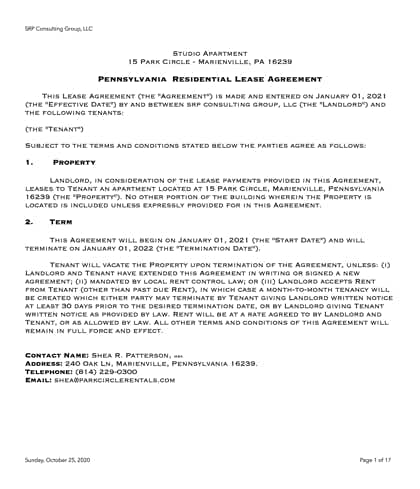 SRP Consulting Group, LLC
Studio Apartment
15 Park Circle - Marienville, PA 16239
Pennsylvania Residential Lease Agreement
This Lease Agreement (the "Agreement") is made and entered on January 01, 2021
(the "Effective Date") by and between srp consulting group, llc (the "Landlord") and
the following tenants:
(the "Tenant")
Subject to the terms and conditions stated below the parties agree as follows:
1. Property
Landlord, in consideration of the lease payments provided in this Agreement,
leases to Tenant an apartment located at 15 Park Circle, Marienville, Pennsylvania
16239 (the "Property"). No other portion of the building wherein the Property is
located is included unless expressly provided for in this Agreement.
2. Term
This Agreement will begin on January 01, 2021 (the "Start Date") and will
terminate on January 01, 2022 (the "Termination Date").
Tenant will vacate the Property upon termination of the Agreement, unless: (i)
Landlord and Tenant have extended this Agreement in writing or signed a new
agreement; (ii) mandated by local rent control law; or (iii) Landlord accepts Rent
from Tenant (other than past due Rent), in which case a month-to-month tenancy will
be created which either party may terminate by Tenant giving Landlord written notice
at least 30 days prior to the desired termination date, or by Landlord giving Tenant
written notice as provided by law. Rent will be at a rate agreed to by Landlord and
Tenant, or as allowed by law. All other terms and conditions of this Agreement will
remain in full force and effect.
Contact Name: Shea R. Patterson,
Address: 240 Oak Ln, Marienville, Pennsylvania 16239.
Telephone: (814) 229-0300
Email: shea@parkcirclerentals.com
Sunday, October 25, 2020
Page 1 of 17